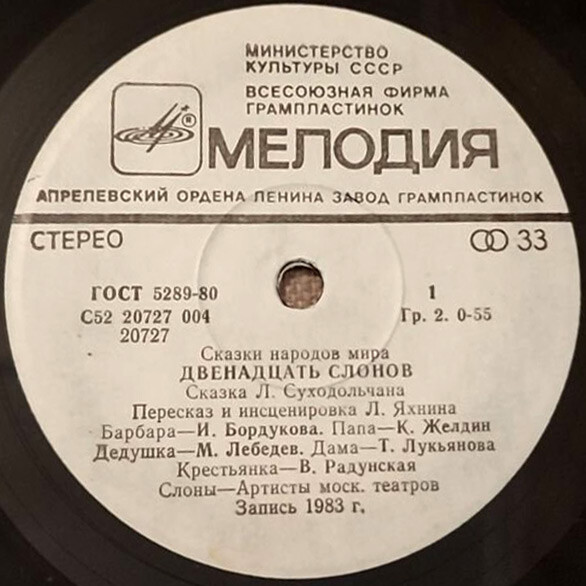 МИНИСТЕРСТВО
КУЛЬТУРЫ СССР
ВСЕСОЮЗНАЯ ФИРМА
ГРАМПЛАСТИНОК
®
МЕЛОДИЯ
АПРЕЛЕВСКИЙ ОРДЕНА ЛЕНИНА ЗАВОД ГРАМПЛАСТИНОК
СТЕРЕО 33
ГОСТ 5289-80 1
С52 20727 004 Гр. 2. 0-55
20727
Сказки народов мира
ДВЕНАДЦАТЬ СЛОНОВ
Сказка Л. Суходольчана
Пересказ и инсценировка Л. Яхнина
Барбара—И. Бордукова. Папа—К. Желдин
Дедушка—М. Лебедев. Дама—Т. Лукьянова
Крестьянка—В. Радунская
Слоны—Артисты моск. театров
Запись 1983 г.